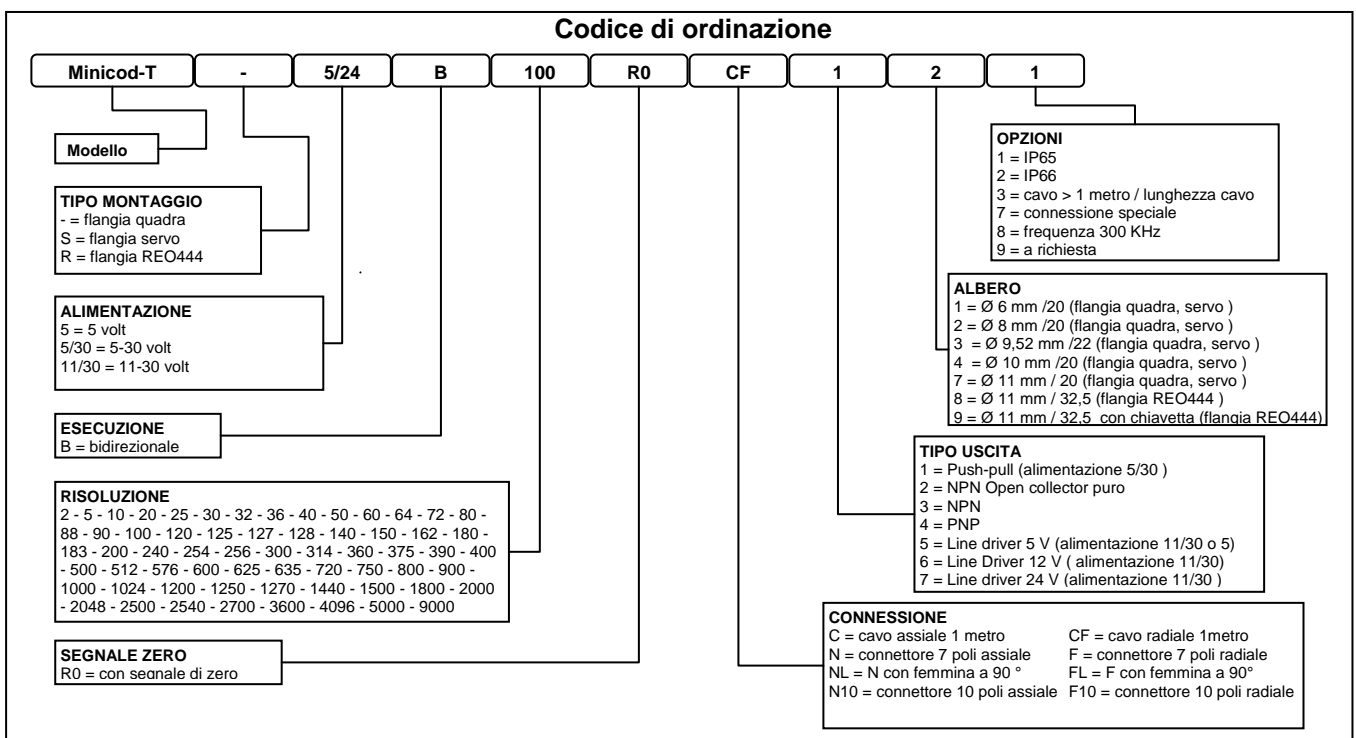 Codice di ordinazione
Minicod-T - 5/24 B 100 R0 CF 1 2 1
Modello
TIPO MONTAGGIO
- = flangia quadra
S = flangia servo
R = flangia REO444
.
ALIMENTAZIONE
5 = 5 volt
5/30 = 5-30 volt
11/30 = 11-30 volt
ESECUZIONE
B = bidirezionale
RISOLUZIONE
2 - 5 - 10 - 20 - 25 - 30 - 32 - 36 - 40 - 50 - 60 - 64 - 72 - 80 -
88 - 90 - 100 - 120 - 125 - 127 - 128 - 140 - 150 - 162 - 180 -
183 - 200 - 240 - 254 - 256 - 300 - 314 - 360 - 375 - 390 - 400
- 500 - 512 - 576 - 600 - 625 - 635 - 720 - 750 - 800 - 900 -
1000 - 1024 - 1200 - 1250 - 1270 - 1440 - 1500 - 1800 - 2000
- 2048 - 2500 - 2540 - 2700 - 3600 - 4096 - 5000 - 9000
SEGNALE ZERO
R0 = con segnale di zero
OPZIONI
1 = IP65
2 = IP66
3 = cavo > 1 metro / lunghezza cavo
7 = connessione speciale
8 = frequenza 300 KHz
9 = a richiesta
ALBERO
1 = Ø 6 mm /20 (flangia quadra, servo )
2 = Ø 8 mm /20 (flangia quadra, servo )
3 = Ø 9,52 mm /22 (flangia quadra, servo )
4 = Ø 10 mm /20 (flangia quadra, servo )
7 = Ø 11 mm / 20 (flangia quadra, servo )
8 = Ø 11 mm / 32,5 (flangia REO444 )
9 = Ø 11 mm / 32,5 con chiavetta (flangia REO444)
TIPO USCITA
1 = Push-pull (alimentazione 5/30 )
2 = NPN Open collector puro
3 = NPN
4 = PNP
5 = Line driver 5 V (alimentazione 11/30 o 5)
6 = Line Driver 12 V ( alimentazione 11/30)
7 = Line driver 24 V (alimentazione 11/30 )
CONNESSIONE
C = cavo assiale 1 metro CF = cavo radiale 1metro
N = connettore 7 poli assiale F = connettore 7 poli radiale
NL = N con femmina a 90 ° FL = F con femmina a 90°
N10 = connettore 10 poli assiale F10 = connettore 10 poli radiale